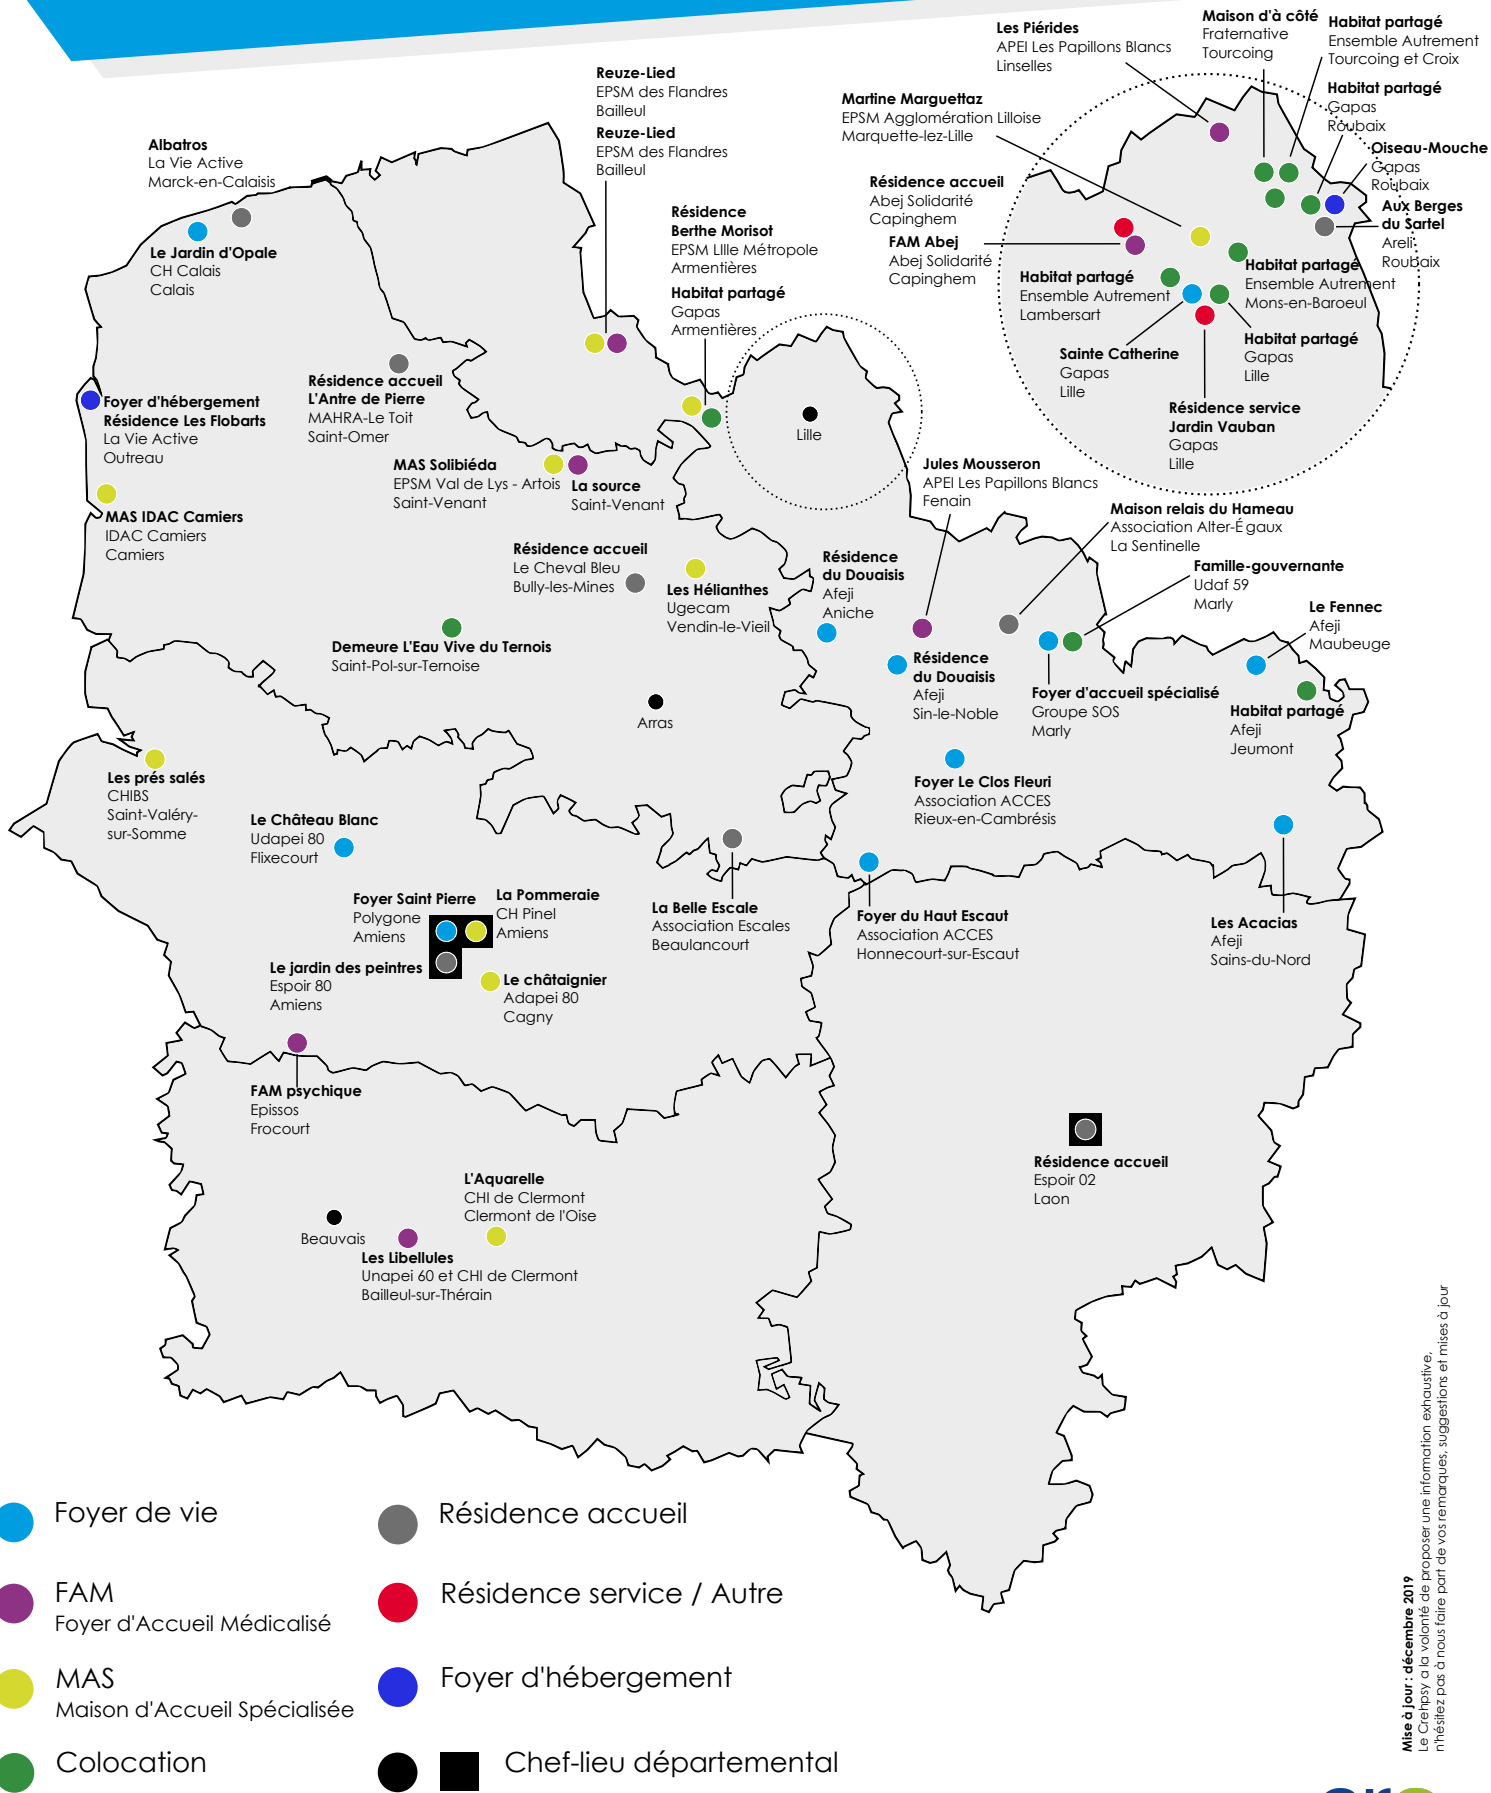 Les Piérides
APEI Les Papillons Blancs
Linselles
Maison d'à côté
Fraternative
Tourcoing
Habitat partagé
Ensemble Autrement
Tourcoing et Croix
Reuze-Lied
EPSM des Flandres
Bailleul
Reuze-Lied
EPSM des Flandres
Bailleul
Martine Marguettaz
EPSM Agglomération Lilloise
Marquette-lez-Lille
Habitat partagé
Gapas
Roubaix
Albatros
La Vie Active
Marck-en-Calaisis
Oiseau-Mouche
Gapas
Roubaix
Résidence accueil
Abej Solidarité
Capinghem
Aux Berges
du Sartel
Areli
Roubaix
Résidence
Berthe Morisot
EPSM LIlle Métropole
Armentières
FAM Abej
Abej Solidarité
Capinghem
Le Jardin d'Opale
CH Calais
Calais
Habitat partagé
Gapas
Armentières
Habitat partagé
Ensemble Autrement
Lambersart
Habitat partagé
Ensemble Autrement
Mons-en-Baroeul
Habitat partagé
Gapas
Lille
Sainte Catherine
Gapas
Lille
Résidence service
Jardin Vauban
Gapas
Lille
Résidence accueil
L'Antre de Pierre
MAHRA-Le Toit
Saint-Omer
Foyer d'hébergement
Résidence Les Flobarts
La Vie Active
Outreau
Lille
MAS Solibiéda
EPSM Val de Lys - Artois
Saint-Venant
La source
Saint-Venant
Jules Mousseron
APEI Les Papillons Blancs
Fenain
MAS IDAC Camiers
IDAC Camiers
Camiers
Maison relais du Hameau
Association Alter-É gaux
La Sentinelle
Résidence accueil
Le Cheval Bleu
Bully-les-Mines
Résidence
du Douaisis
Afeji
Aniche
Famille-gouvernante
Udaf 59
Marly
Les Hélianthes
Ugecam
Vendin-le-Vieil
Le Fennec
Afeji
Maubeuge
Demeure L'Eau Vive du Ternois
Saint-Pol-sur-Ternoise
Résidence
du Douaisis
Afeji
Sin-le-Noble
Foyer d'accueil spécialisé
Groupe SOS
Marly
Habitat partagé
Afeji
Jeumont
Arras
Les prés salés
CHIBS
Saint-Valéry-
sur-Somme
Foyer Le Clos Fleuri
Association ACCES
Rieux-en-Cambrésis
Le Château Blanc
Udapei 80
Flixecourt
Foyer Saint Pierre
Polygone
Amiens
La Pommeraie
CH Pinel
Amiens
La Belle Escale
Association Escales
Beaulancourt
Foyer du Haut Escaut
Association ACCES
Honnecourt-sur-Escaut
Les Acacias
Afeji
Sains-du-Nord
Le jardin des peintres
Espoir 80
Amiens
Le châtaignier
Adapei 80
Cagny
FAM psychique
Epissos
Frocourt
Résidence accueil
Espoir 02
Laon
L'Aquarelle
CHI de Clermont
Clermont de l'Oise
Beauvais
Les Libellules
Unapei 60 et CHI de Clermont
Bailleul-sur-Thérain
Foyer de vie
Résidence accueil
FAM
Foyer d'Accueil Médicalisé
Résidence service / Autre
MAS
Maison d'Accueil Spécialisée
Foyer d'hébergement
Colocation
Chef-lieu départemental
Mise à jour : décembre 2019
Le Crehpsy a la volonté de proposer une information exhaustive,
n'hésitez pas à nous faire part de vos remarques, suggestions et mises à jour